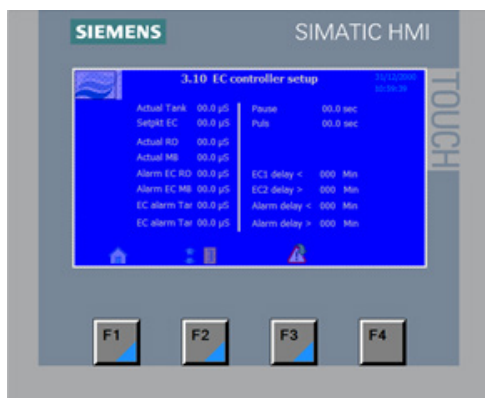 SIEMENS
SIMATIC HMI
TOUCH
3.10 EC controller setup
31/12/2000
10:59:39
Actual Tank 00.0 µS
Setpkt EC 00.0 µS
Actual RO 00.0 µS
Actual MB 00.0 µS
Alarm EC RO 00.0 µS
Alarm EC MB 00.0 µS
EC alarm Tar 00.0 µS
EC alarm Tar 00.0 µS
Pause 00.0 sec
Puls 00.0 sec
EC1 delay < 000 Min
EC2 delay > 000 Min
Alarm delay < 000 Min
Alarm delay > 000 Min
F1
F2
F3
F4